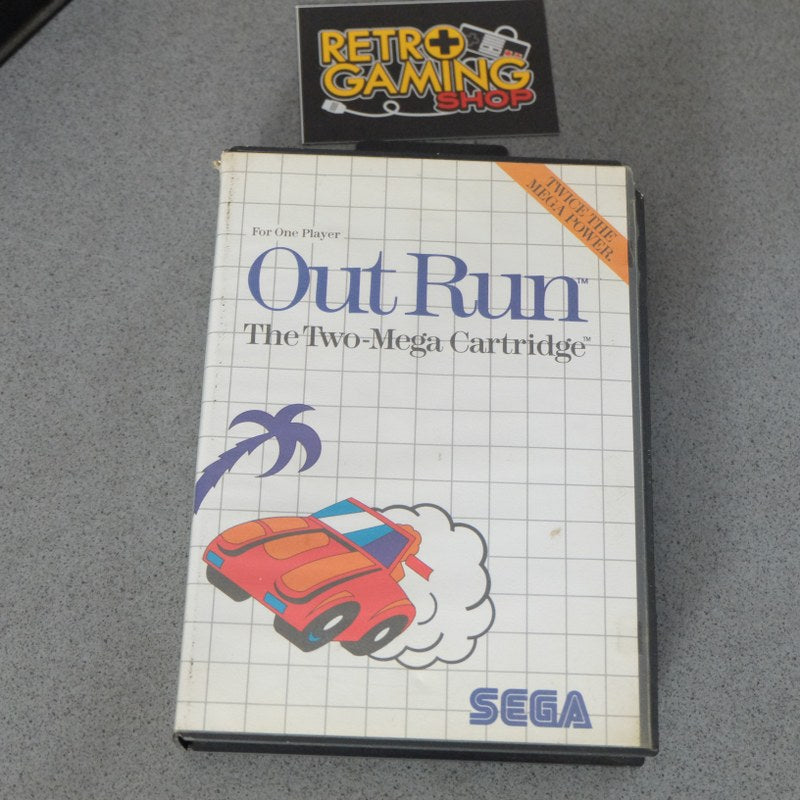 RETRO
GAMING
SHOP
TWICE THE
MEGA POWER.
For One Player
Out Run™
The Two-Mega Cartridge™
SEGA